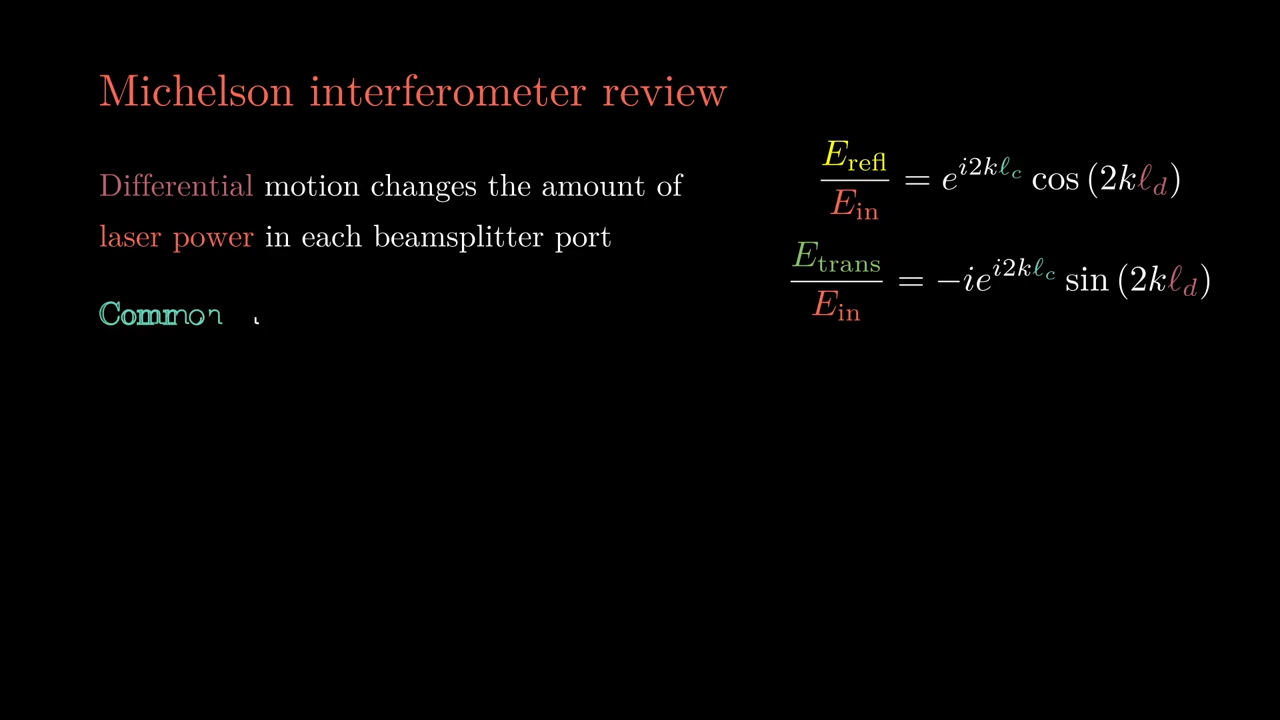 Michelson interferometer review
Differential motion changes the amount of
laser power in each beamsplitter port
Common
E_refl / E_in = e^{i2kℓ_c} cos (2kℓ_d)
E_trans / E_in = −ie^{i2kℓ_c} sin (2kℓ_d)